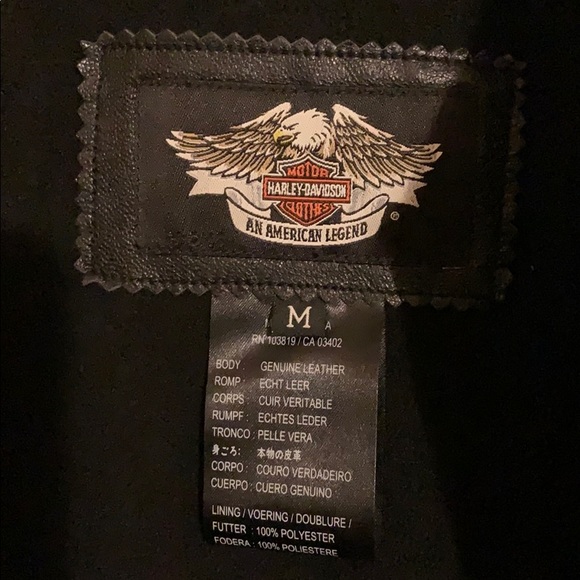 MOTOR
HARLEY-DAVIDSON
CLOTHES
AN AMERICAN LEGEND
®
M
RN 103819 / CA 03402
BODY : GENUINE LEATHER
ROMP : ECHT LEER
CORPS : CUIR VERITABLE
RUMPF : ECHTES LEDER
TRONCO : PELLE VERA
身ごろ: 本物の皮革
CORPO : COURO VERDADEIRO
CUERPO : CUERO GENUINO
LINING / VOERING / DOUBLURE /
FUTTER : 100% POLYESTER
FODERA : 100% POLIESTERE